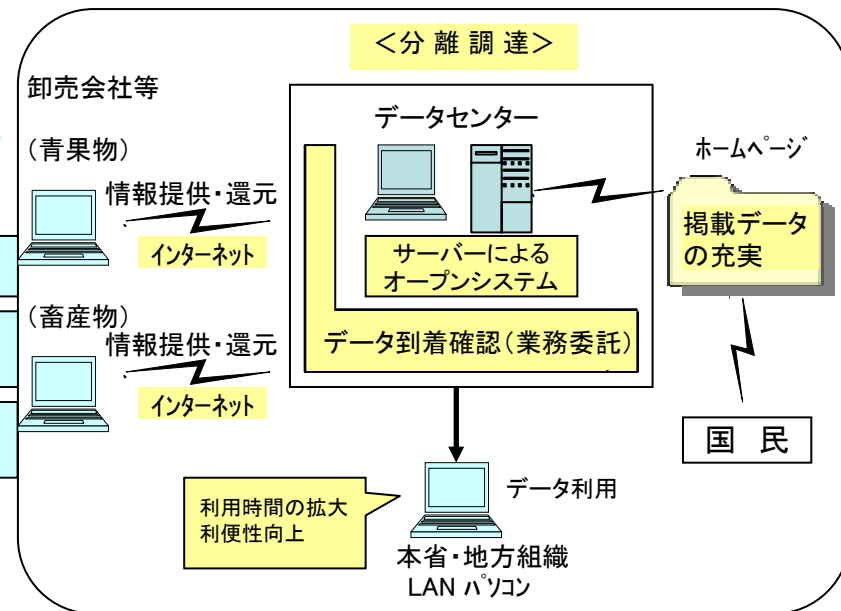 <分離調達>
卸売会社等
(青果物)
情報提供・還元
インターネット
(畜産物)
情報提供・還元
インターネット
データセンター
サーバーによる
オープンシステム
データ到着確認(業務委託)
ホームページ
掲載データ
の充実
国 民
利用時間の拡大
利便性向上
データ利用
本省・地方組織
LAN パソコン